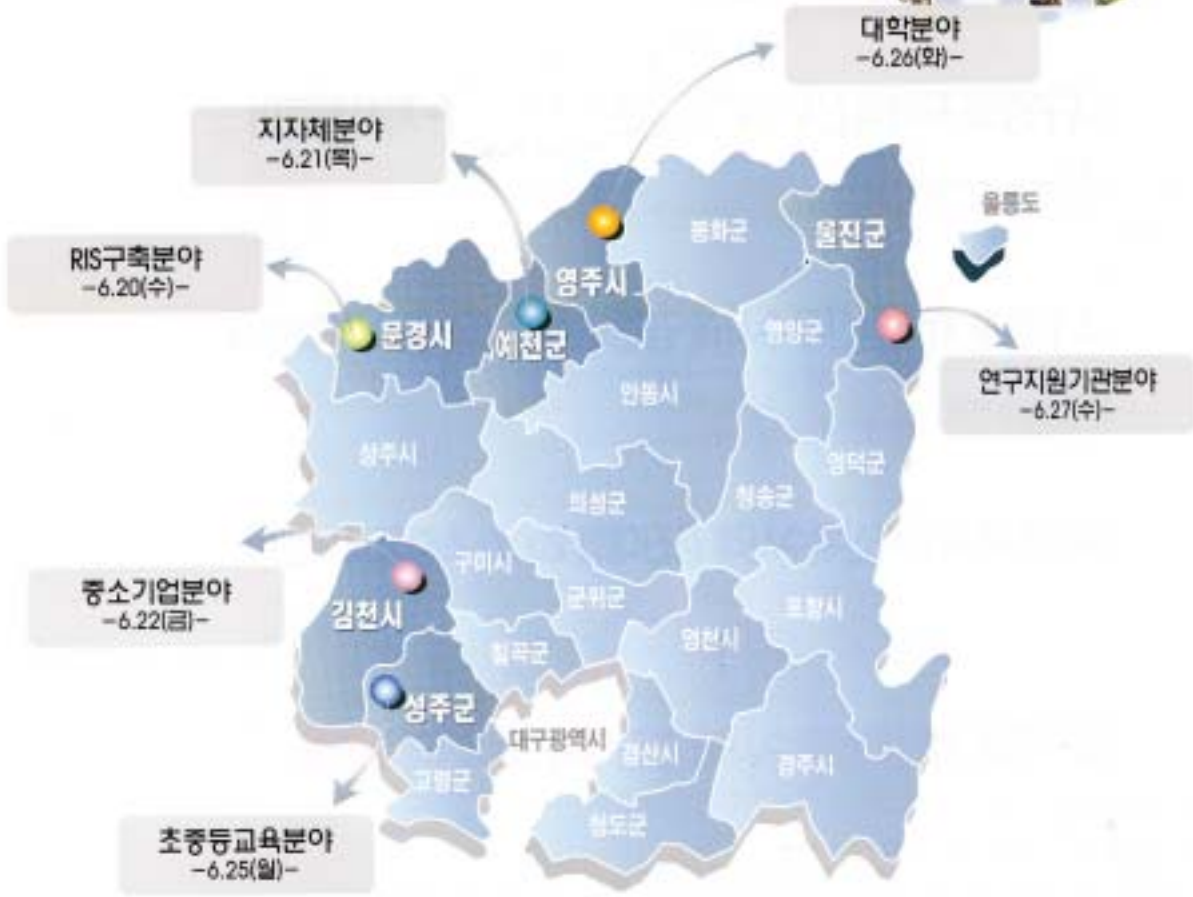 대학분야
-6.26(화)-
지자체분야
-6.21(목)-
울릉도
봉화군
울진군
RIS구축분야
-6.20(수)-
영주시
문경시
예천군
영양군
안동시
연구지원기관분야
-6.27(수)-
상주시
영덕군
의성군
청송군
구미시
중소기업분야
-6.22(금)-
군위군
포항시
김천시
칠곡군
영천시
성주군
대구광역시
경산시
경주시
고령군
청도군
초중등교육분야
-6.25(월)-